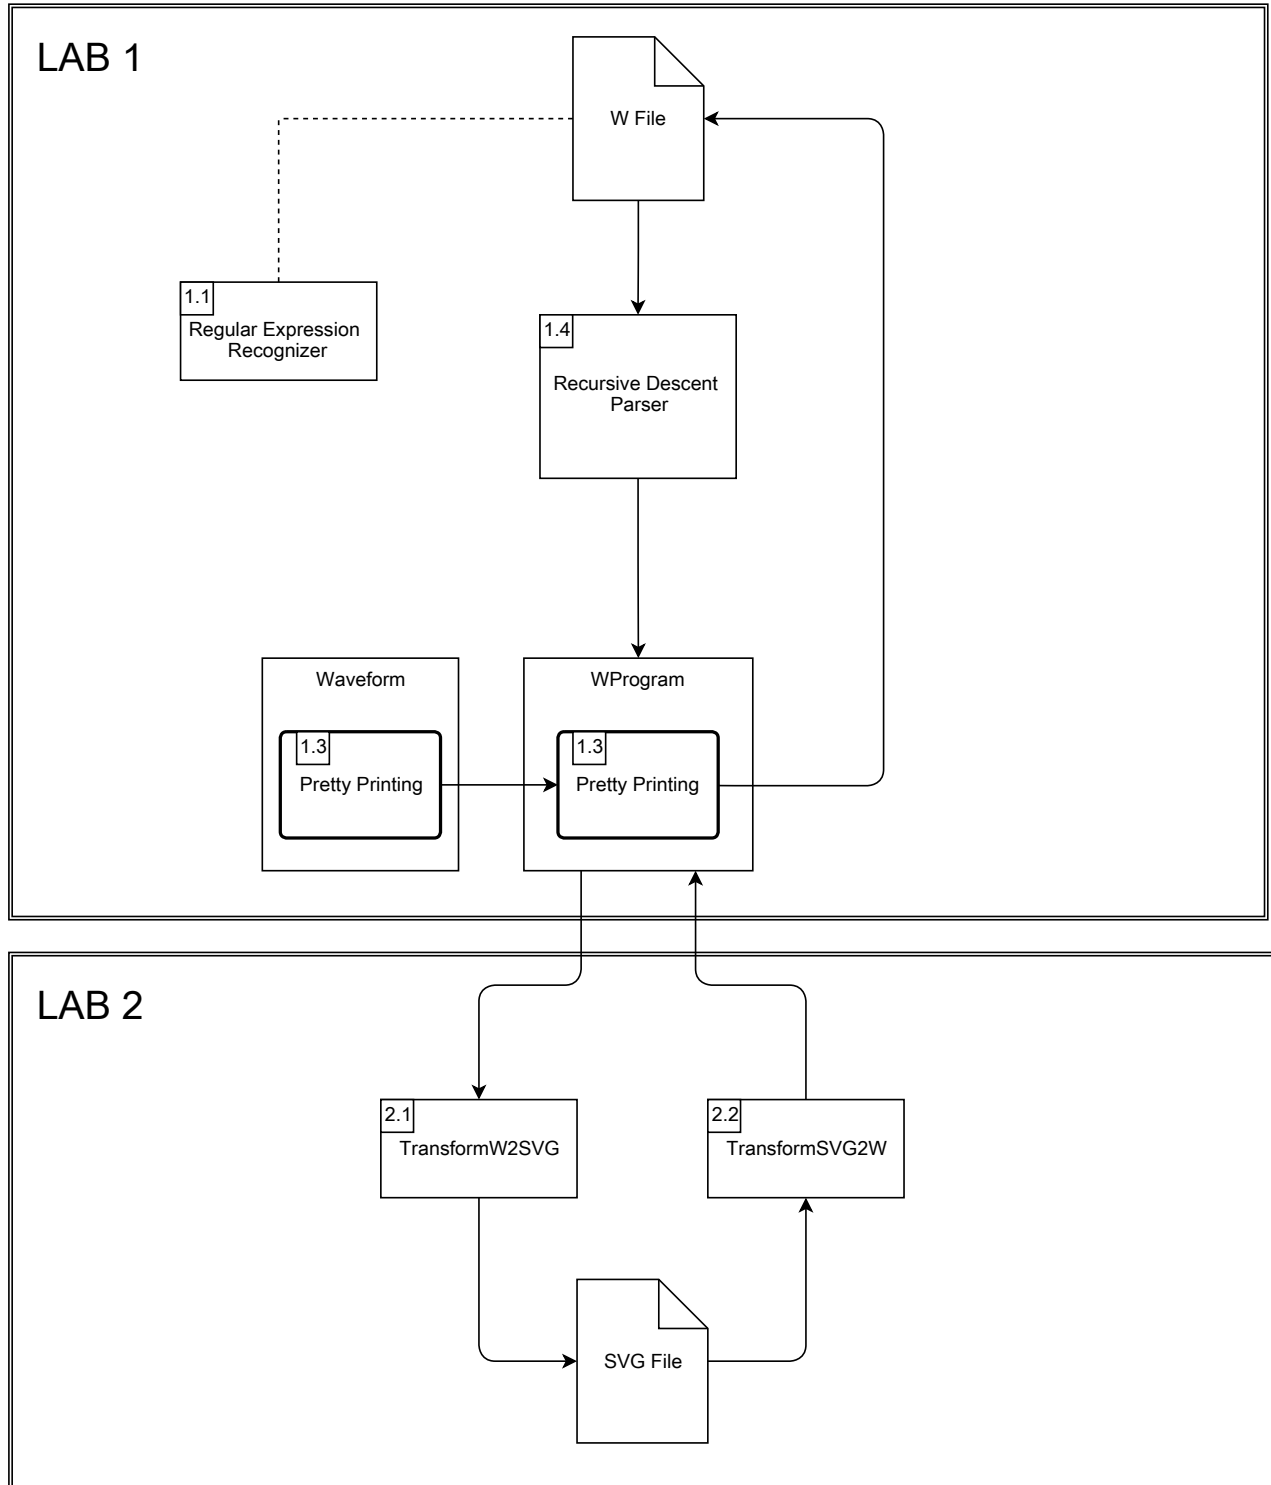 LAB 1
W File
1.1
Regular Expression
Recognizer
1.4
Recursive Descent
Parser
Waveform
1.3
Pretty Printing
WProgram
1.3
Pretty Printing
LAB 2
2.1
TransformW2SVG
2.2
TransformSVG2W
SVG File